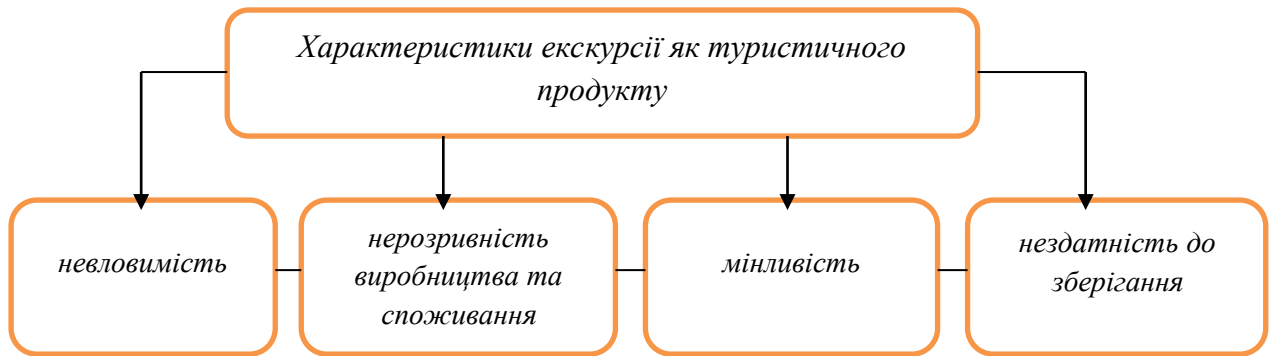 Характеристики екскурсії як туристичного
продукту
невловимість
нерозривність
виробництва та
споживання
мінливість
нездатність до
зберігання